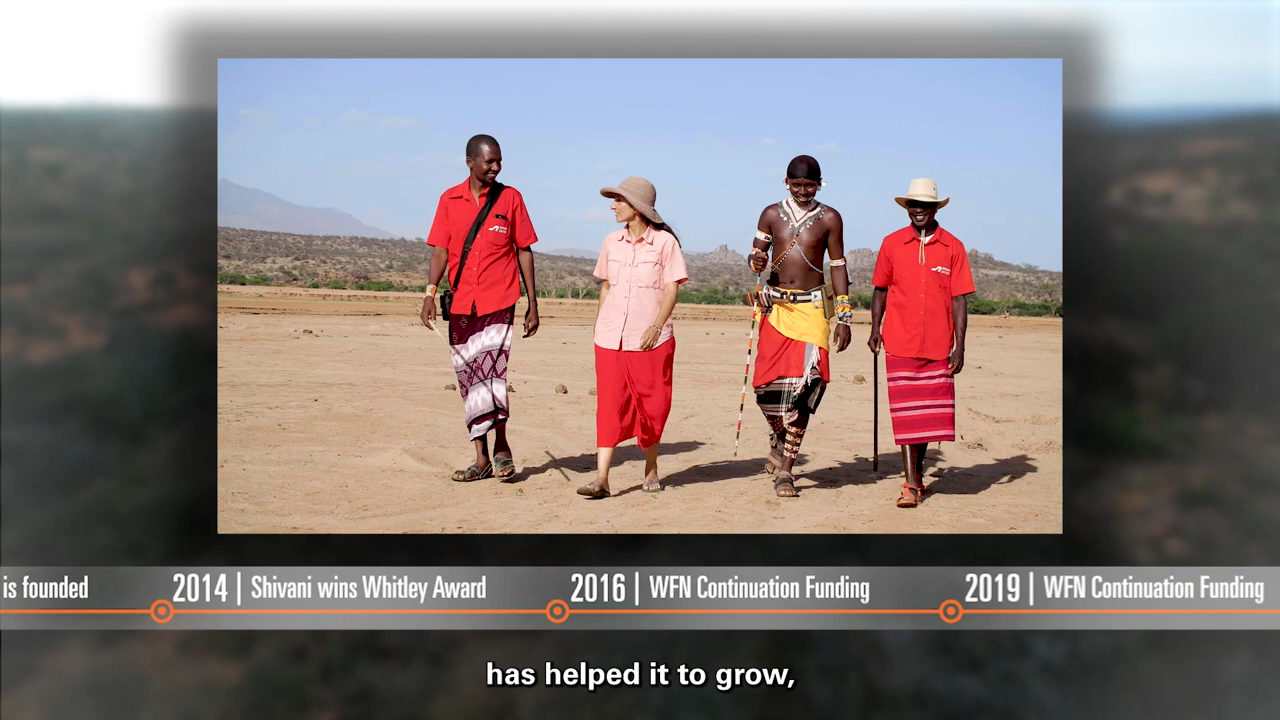 is founded
2014 | Shivani wins Whitley Award
2016 | WFN Continuation Funding
2019 | WFN Continuation Funding
has helped it to grow,